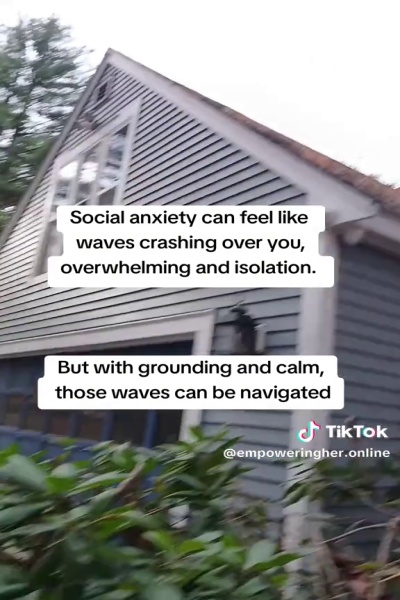 Social anxiety can feel like
waves crashing over you,
overwhelming and isolation.
But with grounding and calm,
those waves can be navigated
TikTok
@empoweringher.online